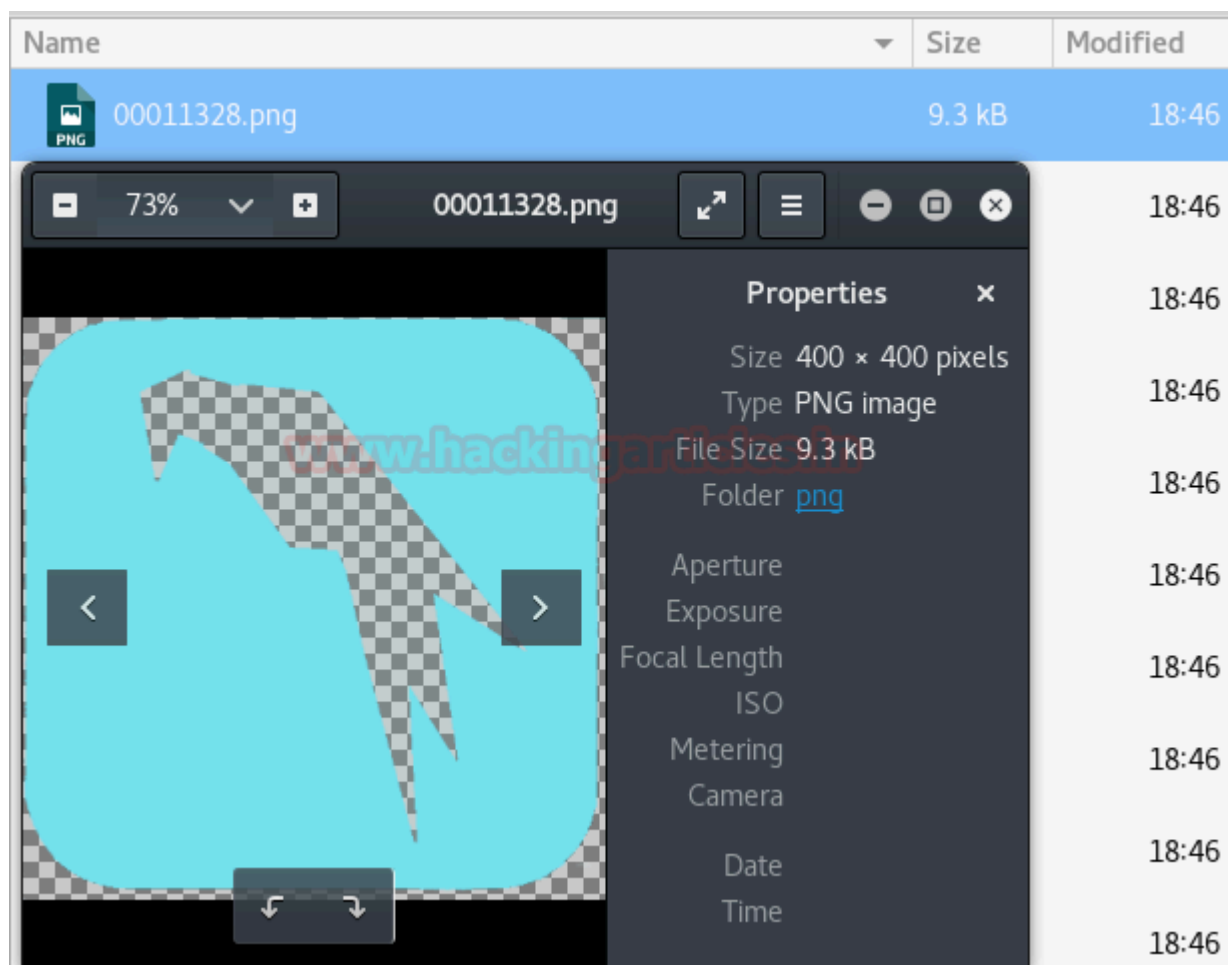 Name Size Modified
00011328.png 9.3 kB 18:46
PNG
73% 00011328.png
18:46
Properties
18:46
Size 400 × 400 pixels
Type PNG image
18:46
www.hackingarticles.in
File Size 9.3 kB
18:46
Folder png
Aperture
18:46
Exposure
Focal Length
18:46
ISO
Metering
18:46
Camera
Date
18:46
Time
18:46